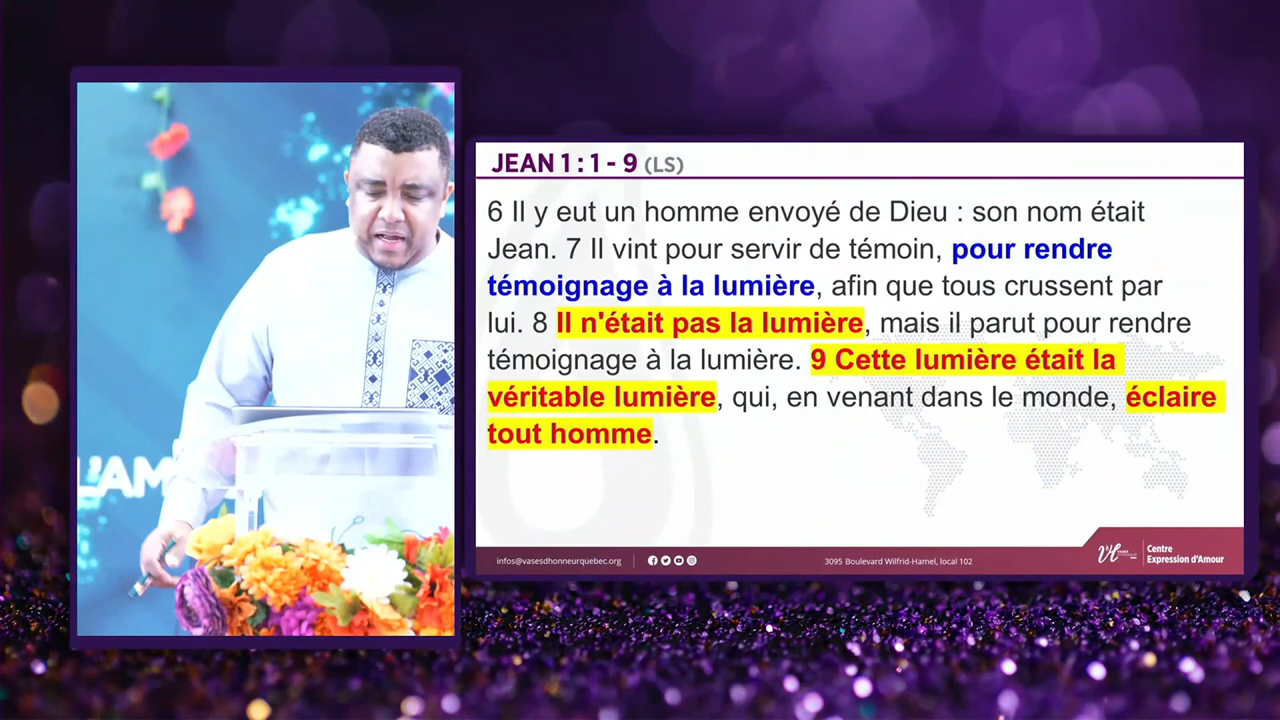 L'AM
JEAN 1 : 1 - 9 (LS)
6 Il y eut un homme envoyé de Dieu : son nom était
Jean. 7 Il vint pour servir de témoin, pour rendre
témoignage à la lumière, afin que tous crussent par
lui. 8 Il n'était pas la lumière, mais il parut pour rendre
témoignage à la lumière. 9 Cette lumière était la
véritable lumière, qui, en venant dans le monde, éclaire
tout homme.
infos@vasesdhonneurquebec.org
3095 Boulevard Wilfrid-Hamel, local 102
VH
Centre
Expression d'Amour